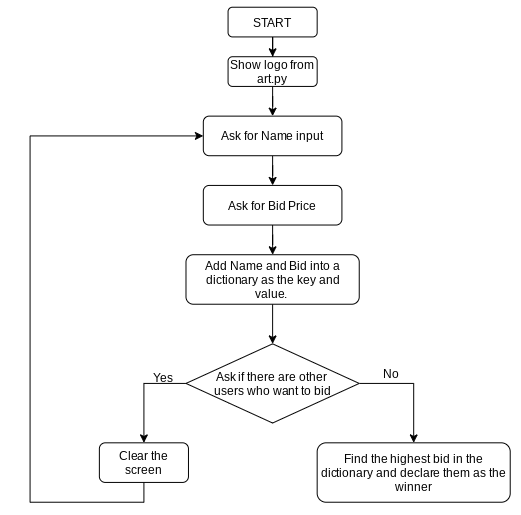 START
Show logo from
art.py
Ask for Name input
Ask for Bid Price
Add Name and Bid into a
dictionary as the key and
value.
Ask if there are other
users who want to bid
Yes
No
Clear the
screen
Find the highest bid in the
dictionary and declare them as the
winner